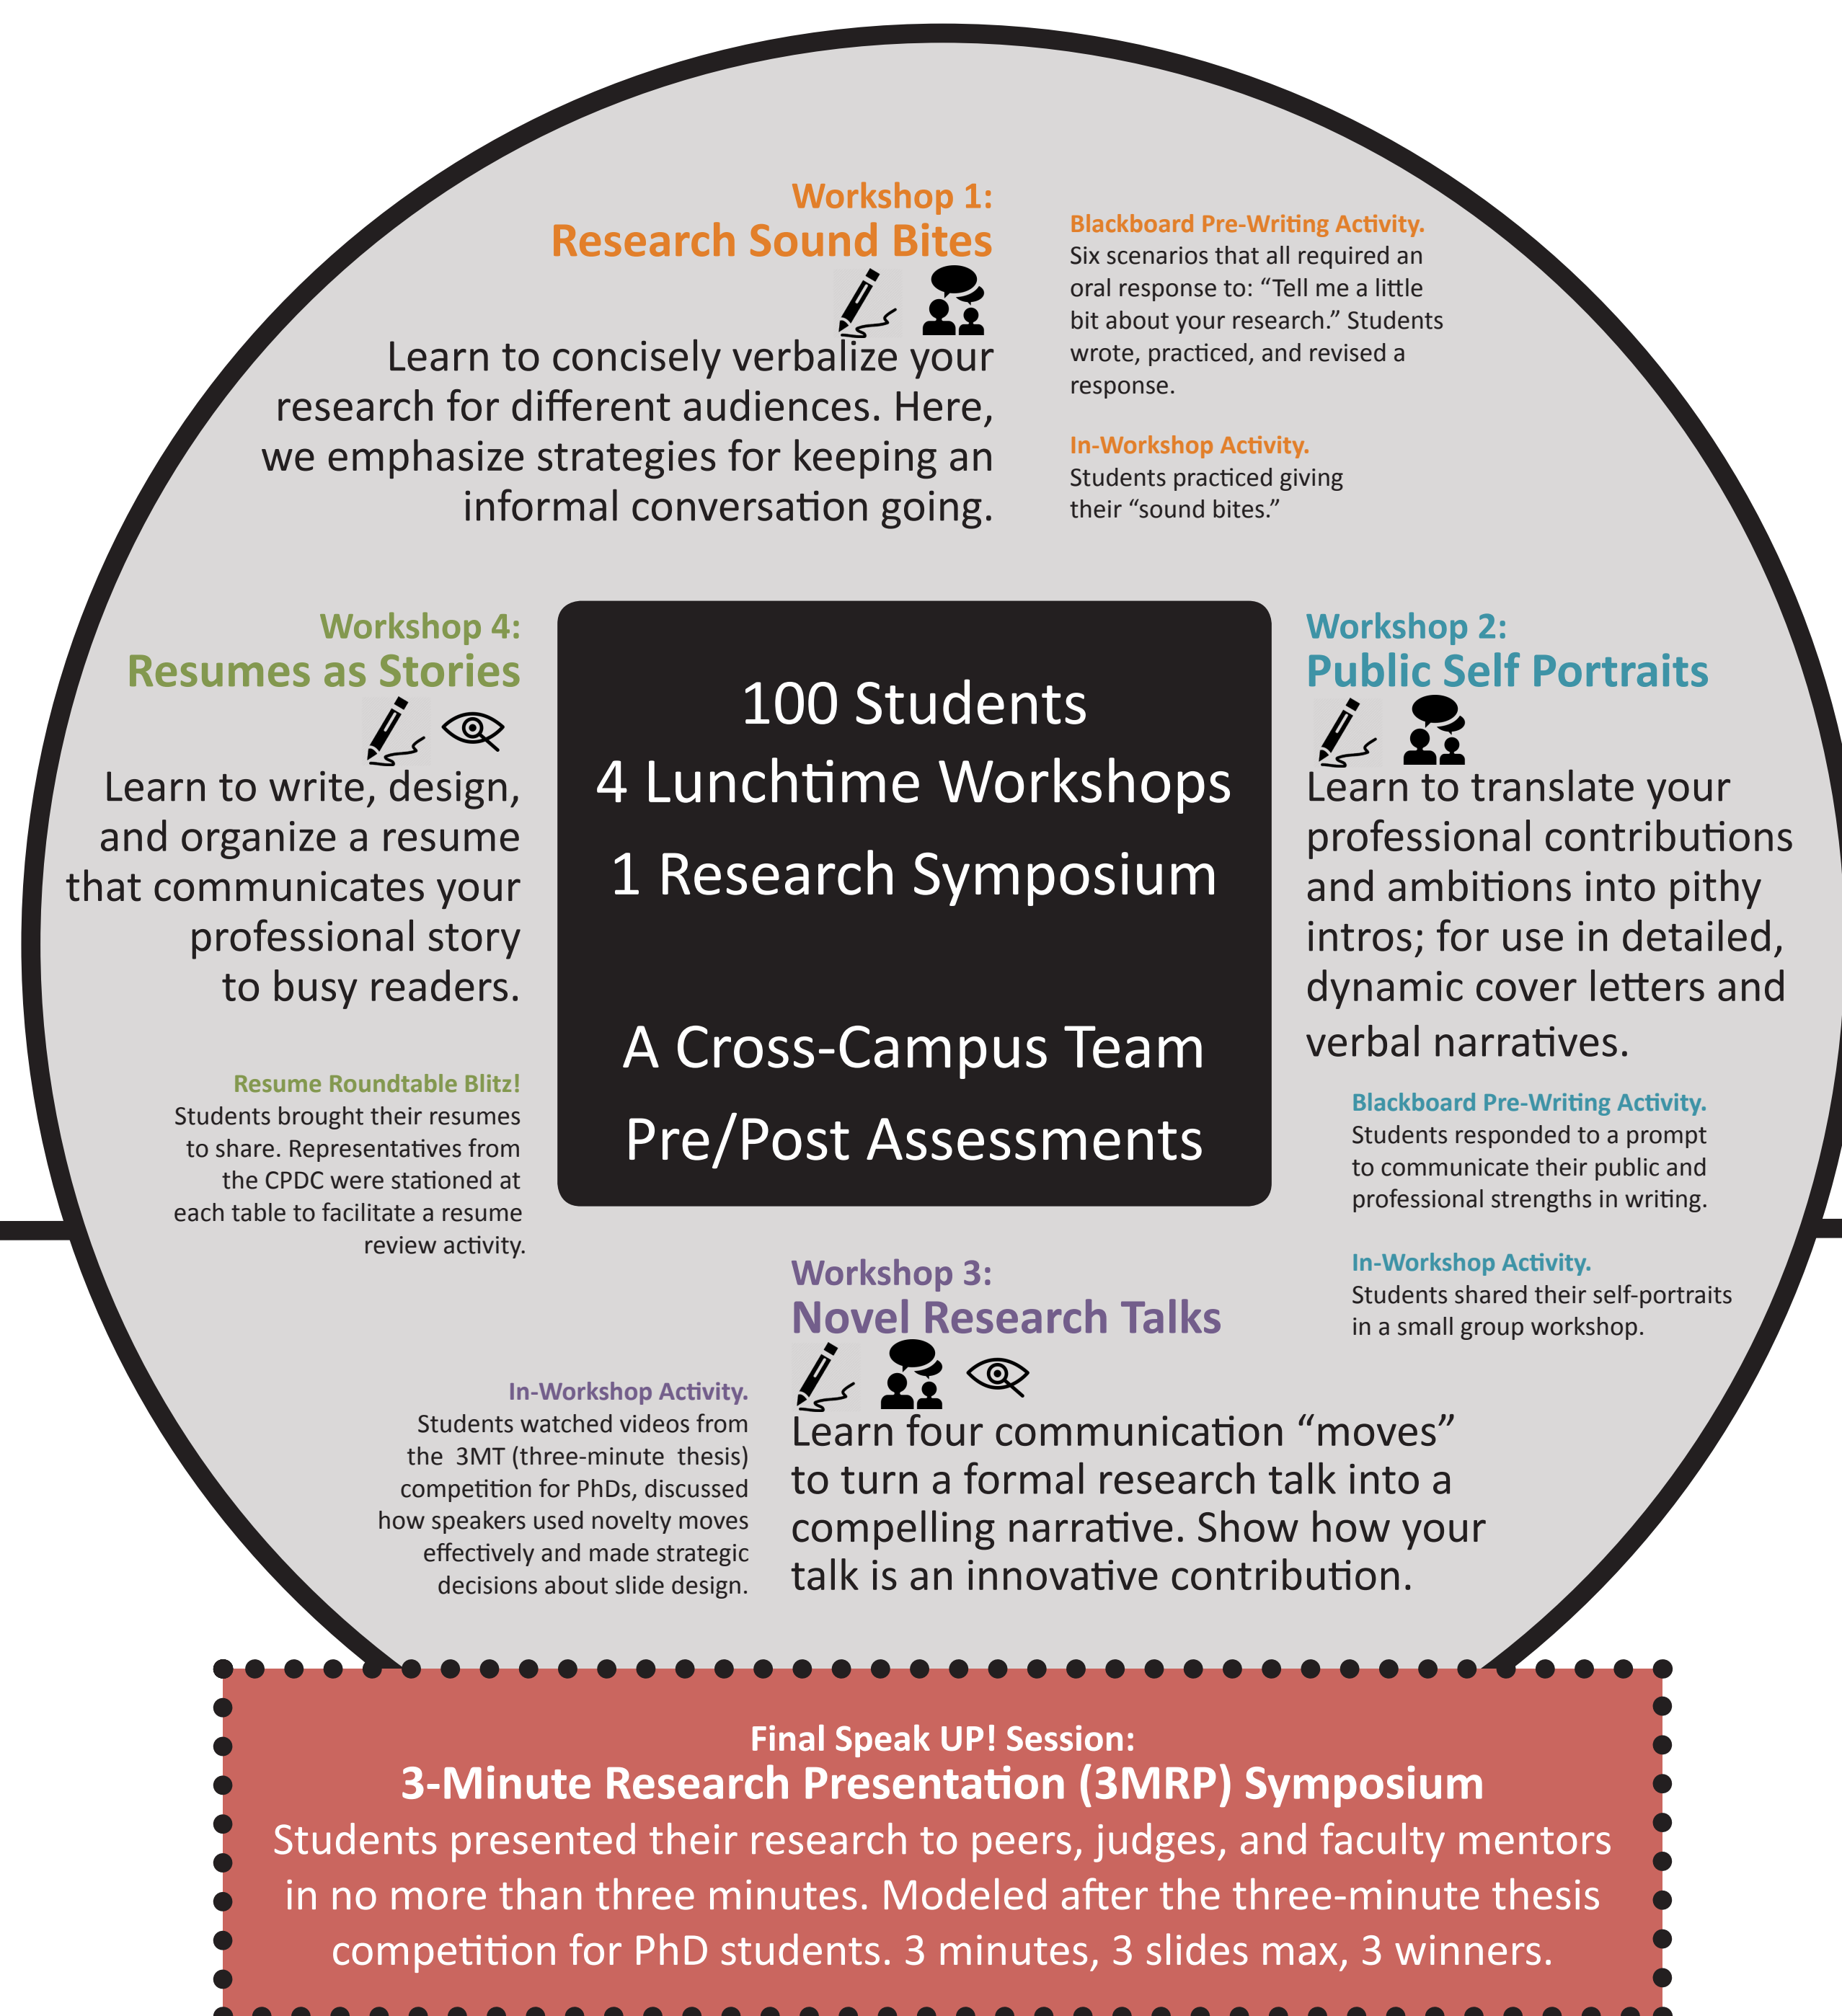 Workshop 1:
Research Sound Bites
Learn to concisely verbalize your
research for different audiences. Here,
we emphasize strategies for keeping an
informal conversation going.
Blackboard Pre-Writing Activity.
Six scenarios that all required an
oral response to: “Tell me a little
bit about your research.” Students
wrote, practiced, and revised a
response.
In-Workshop Activity.
Students practiced giving
their “sound bites.”
Workshop 4:
Resumes as Stories
Learn to write, design,
and organize a resume
that communicates your
professional story
to busy readers.
Resume Roundtable Blitz!
Students brought their resumes
to share. Representatives from
the CPDC were stationed at
each table to facilitate a resume
review activity.
100 Students
4 Lunchtime Workshops
1 Research Symposium
A Cross-Campus Team
Pre/Post Assessments
Workshop 2:
Public Self Portraits
Learn to translate your
professional contributions
and ambitions into pithy
intros; for use in detailed,
dynamic cover letters and
verbal narratives.
Blackboard Pre-Writing Activity.
Students responded to a prompt
to communicate their public and
professional strengths in writing.
In-Workshop Activity.
Students shared their self-portraits
in a small group workshop.
Workshop 3:
Novel Research Talks
Learn four communication “moves”
to turn a formal research talk into a
compelling narrative. Show how your
talk is an innovative contribution.
In-Workshop Activity.
Students watched videos from
the 3MT (three-minute thesis)
competition for PhDs, discussed
how speakers used novelty moves
effectively and made strategic
decisions about slide design.
Final Speak UP! Session:
3-Minute Research Presentation (3MRP) Symposium
Students presented their research to peers, judges, and faculty mentors
in no more than three minutes. Modeled after the three-minute thesis
competition for PhD students. 3 minutes, 3 slides max, 3 winners.